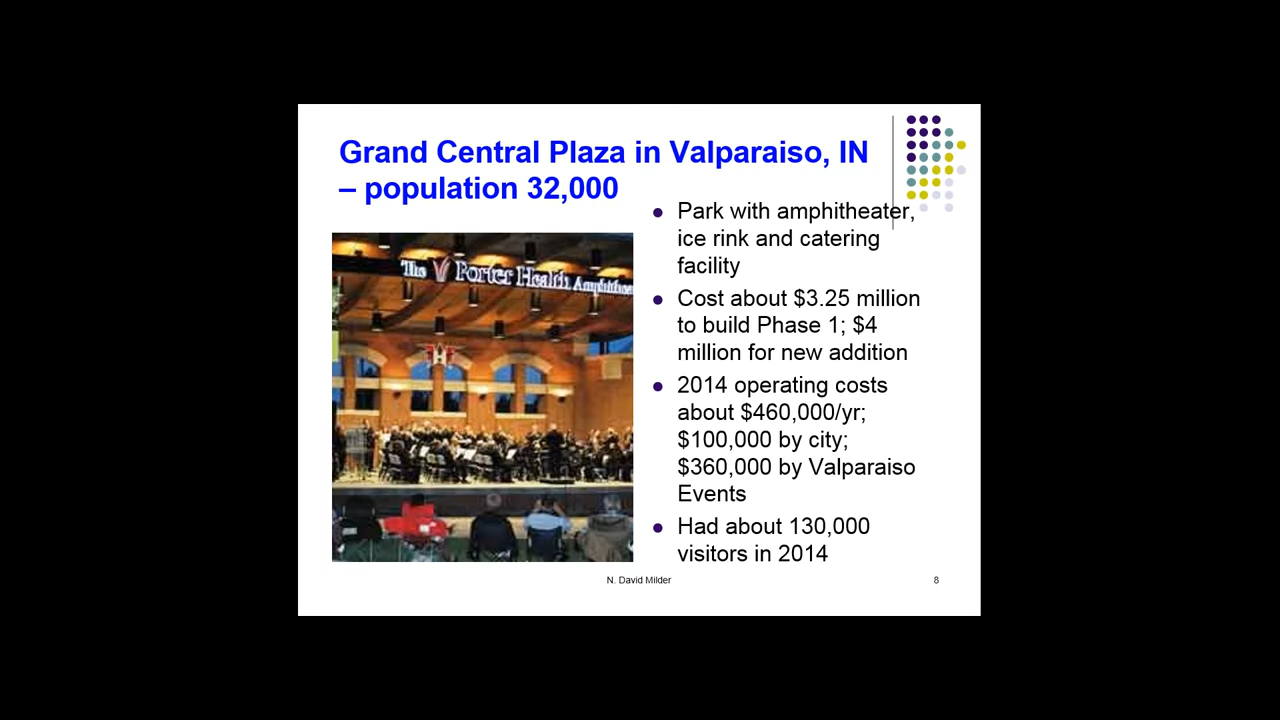 Grand Central Plaza in Valparaiso, IN
– population 32,000
The Porter Health
● Park with amphitheater,
ice rink and catering
facility
● Cost about $3.25 million
to build Phase 1; $4
million for new addition
● 2014 operating costs
about $460,000/yr;
$100,000 by city;
$360,000 by Valparaiso
Events
● Had about 130,000
visitors in 2014
N. David Milder
8